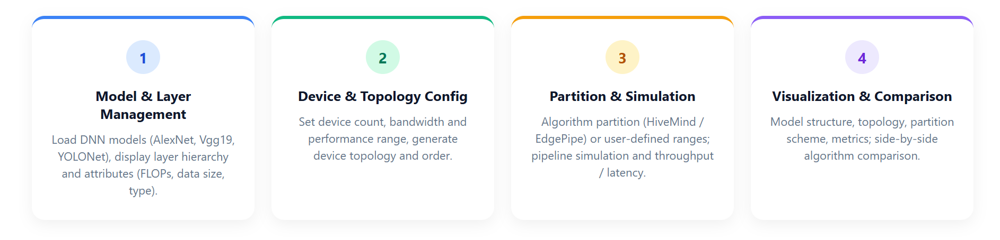 1
Model & Layer
Management
Load DNN models (AlexNet, Vgg19,
YOLONet), display layer hierarchy
and attributes (FLOPs, data size,
type).
2
Device & Topology Config
Set device count, bandwidth and
performance range, generate
device topology and order.
3
Partition & Simulation
Algorithm partition (HiveMind /
EdgePipe) or user-defined ranges;
pipeline simulation and throughput
/ latency.
4
Visualization & Comparison
Model structure, topology, partition
scheme, metrics; side-by-side
algorithm comparison.